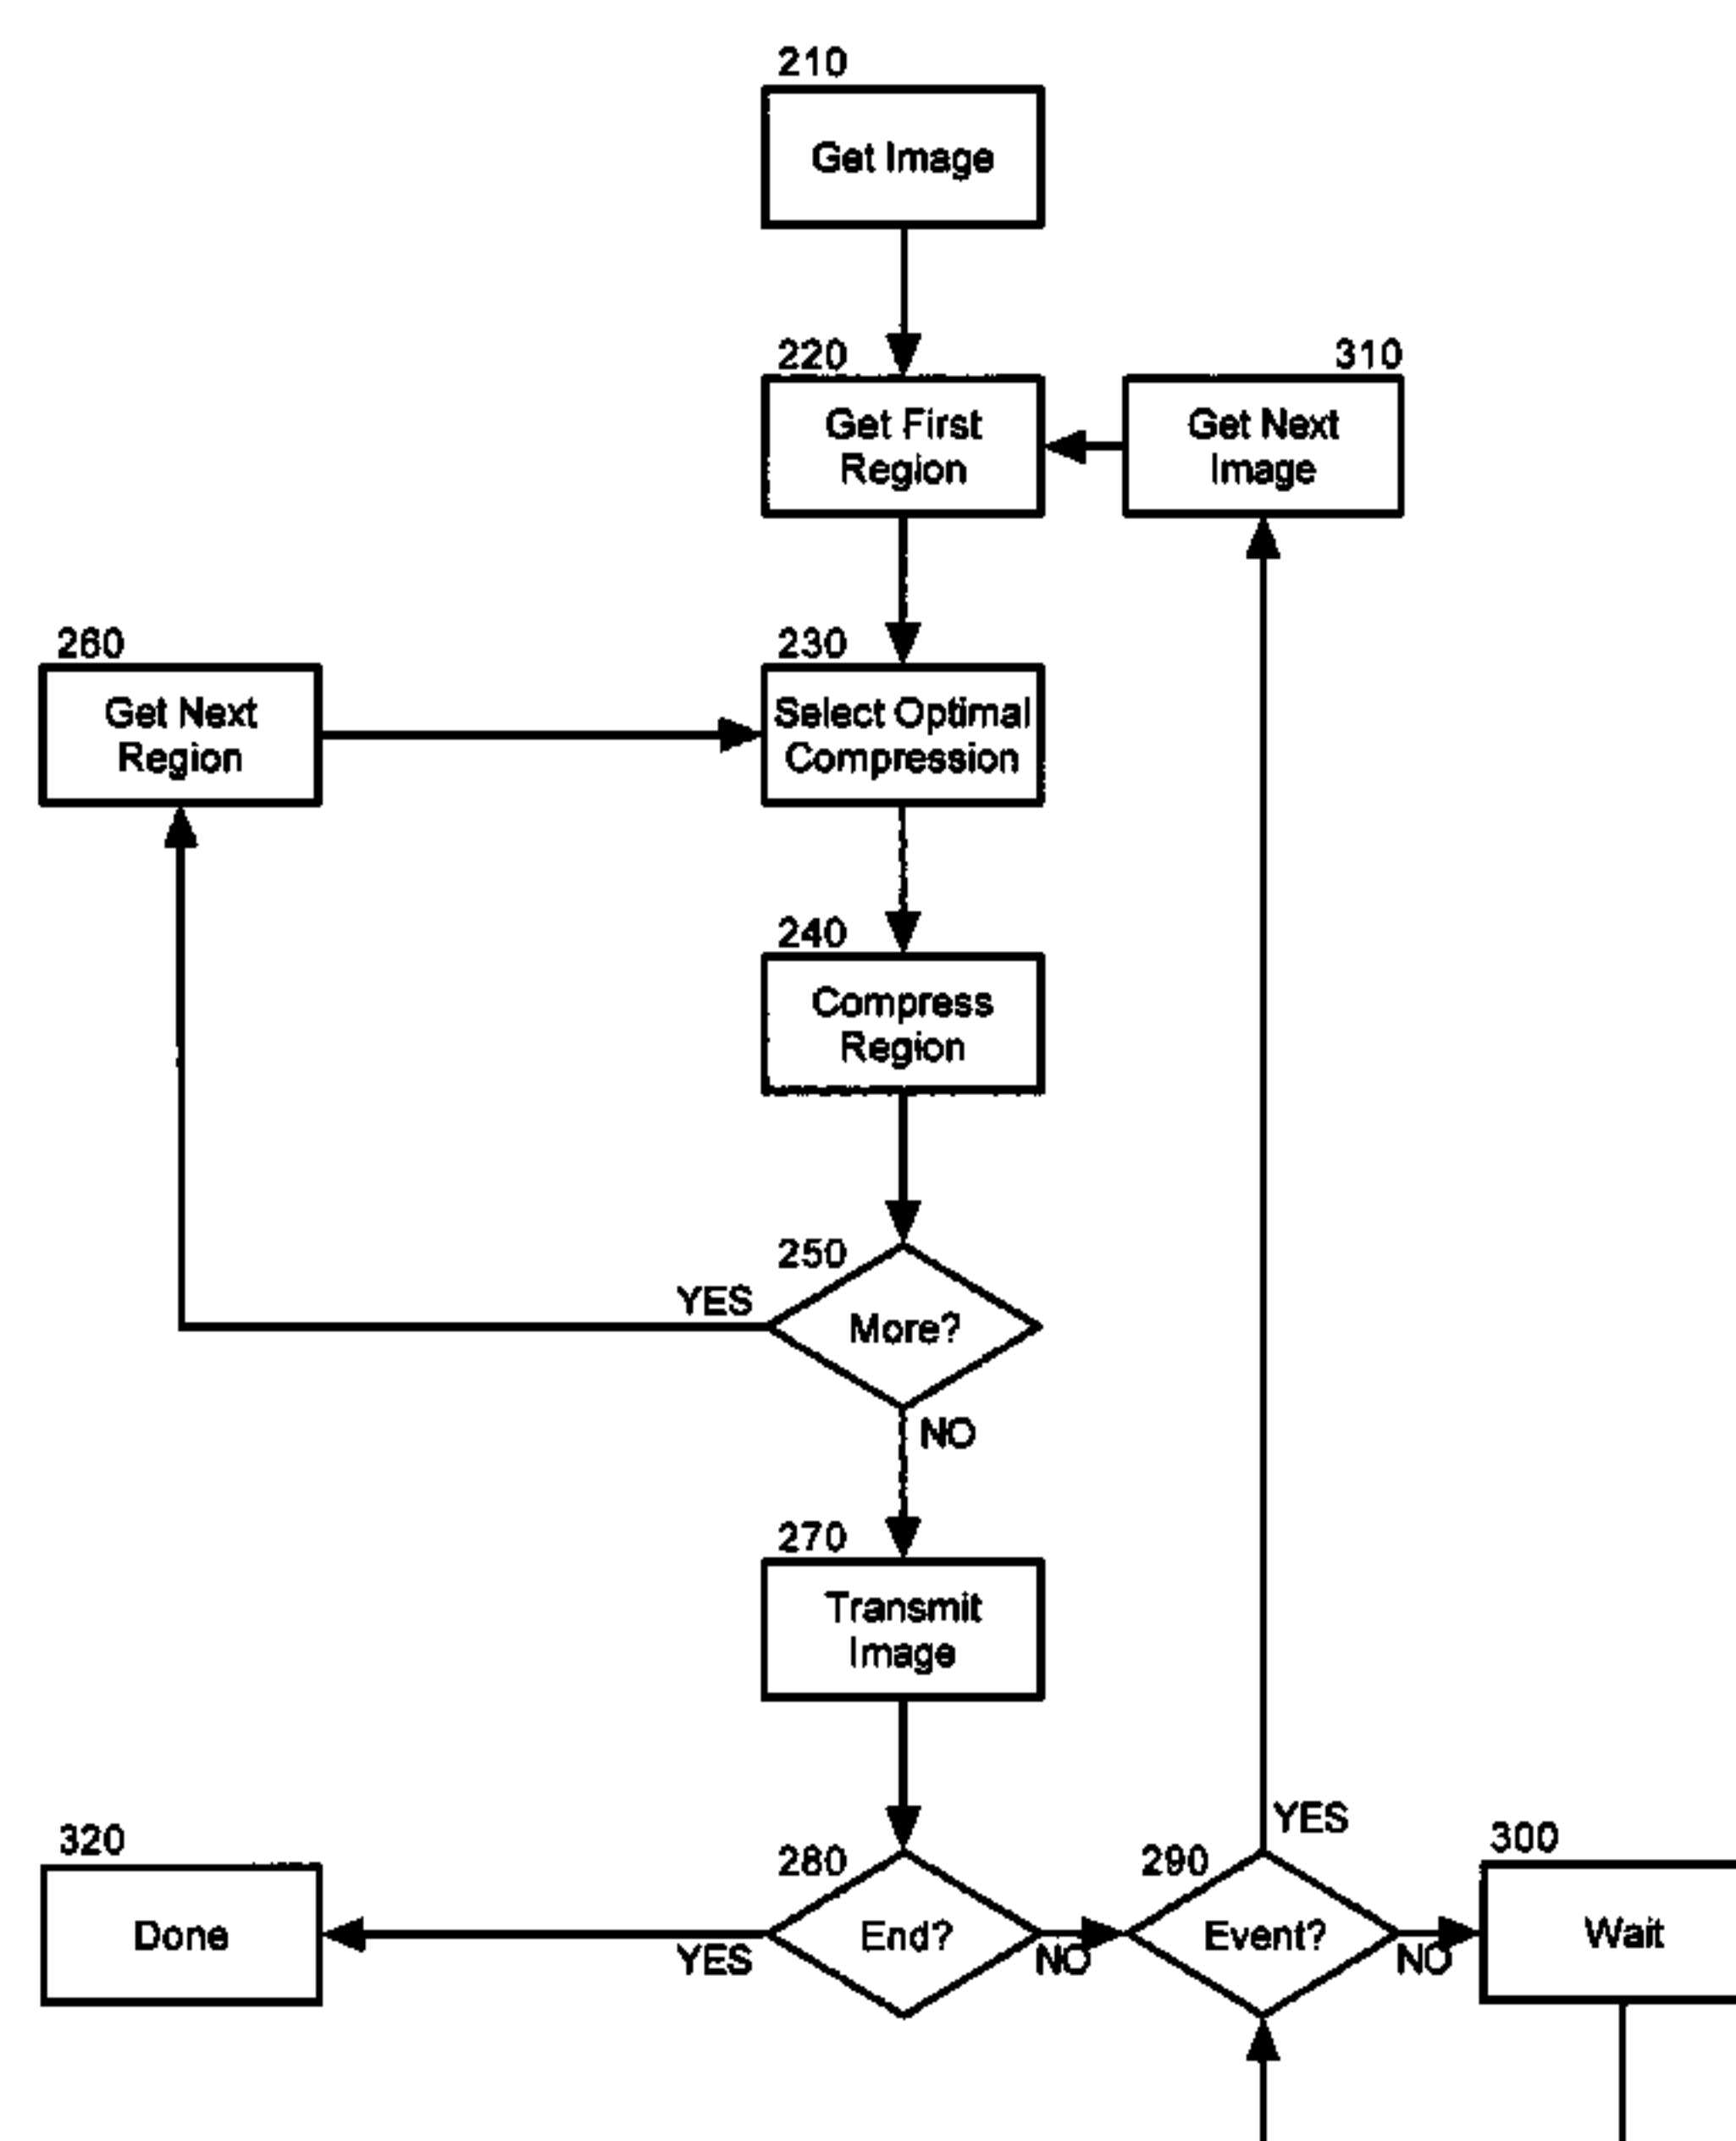 210
Get Image
220
Get First
Region
310
Get Next
Image
260
Get Next
Region
230
Select Optimal
Compression
240
Compress
Region
250
YES
More?
NO
270
Transmit
Image
320
Done
YES
280
End?
NO
290
YES
Event?
NO
300
Wait